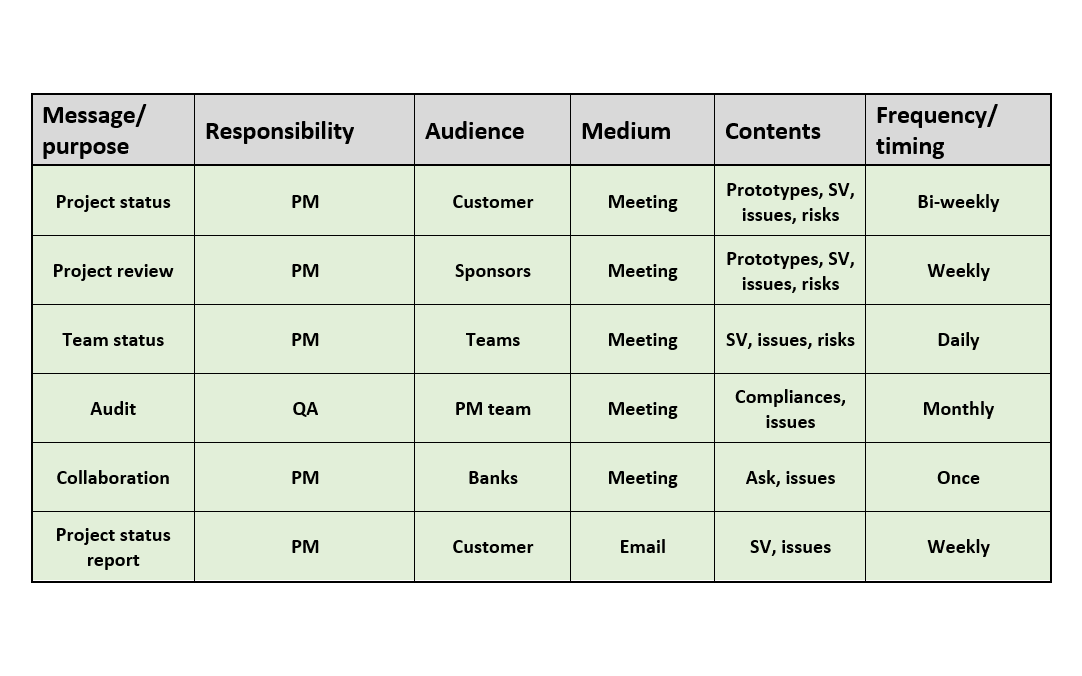 Message/
purpose
Responsibility
Audience
Medium
Contents
Frequency/
timing
Project status
PM
Customer
Meeting
Prototypes, SV,
issues, risks
Bi-weekly
Project review
PM
Sponsors
Meeting
Prototypes, SV,
issues, risks
Weekly
Team status
PM
Teams
Meeting
SV, issues, risks
Daily
Audit
QA
PM team
Meeting
Compliances,
issues
Monthly
Collaboration
PM
Banks
Meeting
Ask, issues
Once
Project status
report
PM
Customer
Email
SV, issues
Weekly